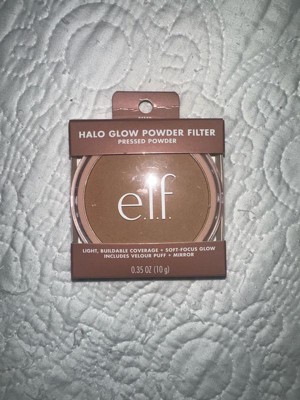 HALO GLOW POWDER FILTER
PRESSED POWDER
e.l.f.
LIGHT, BUILDABLE COVERAGE • SOFT-FOCUS GLOW
INCLUDES VELOUR PUFF + MIRROR
0.35 OZ (10 g)